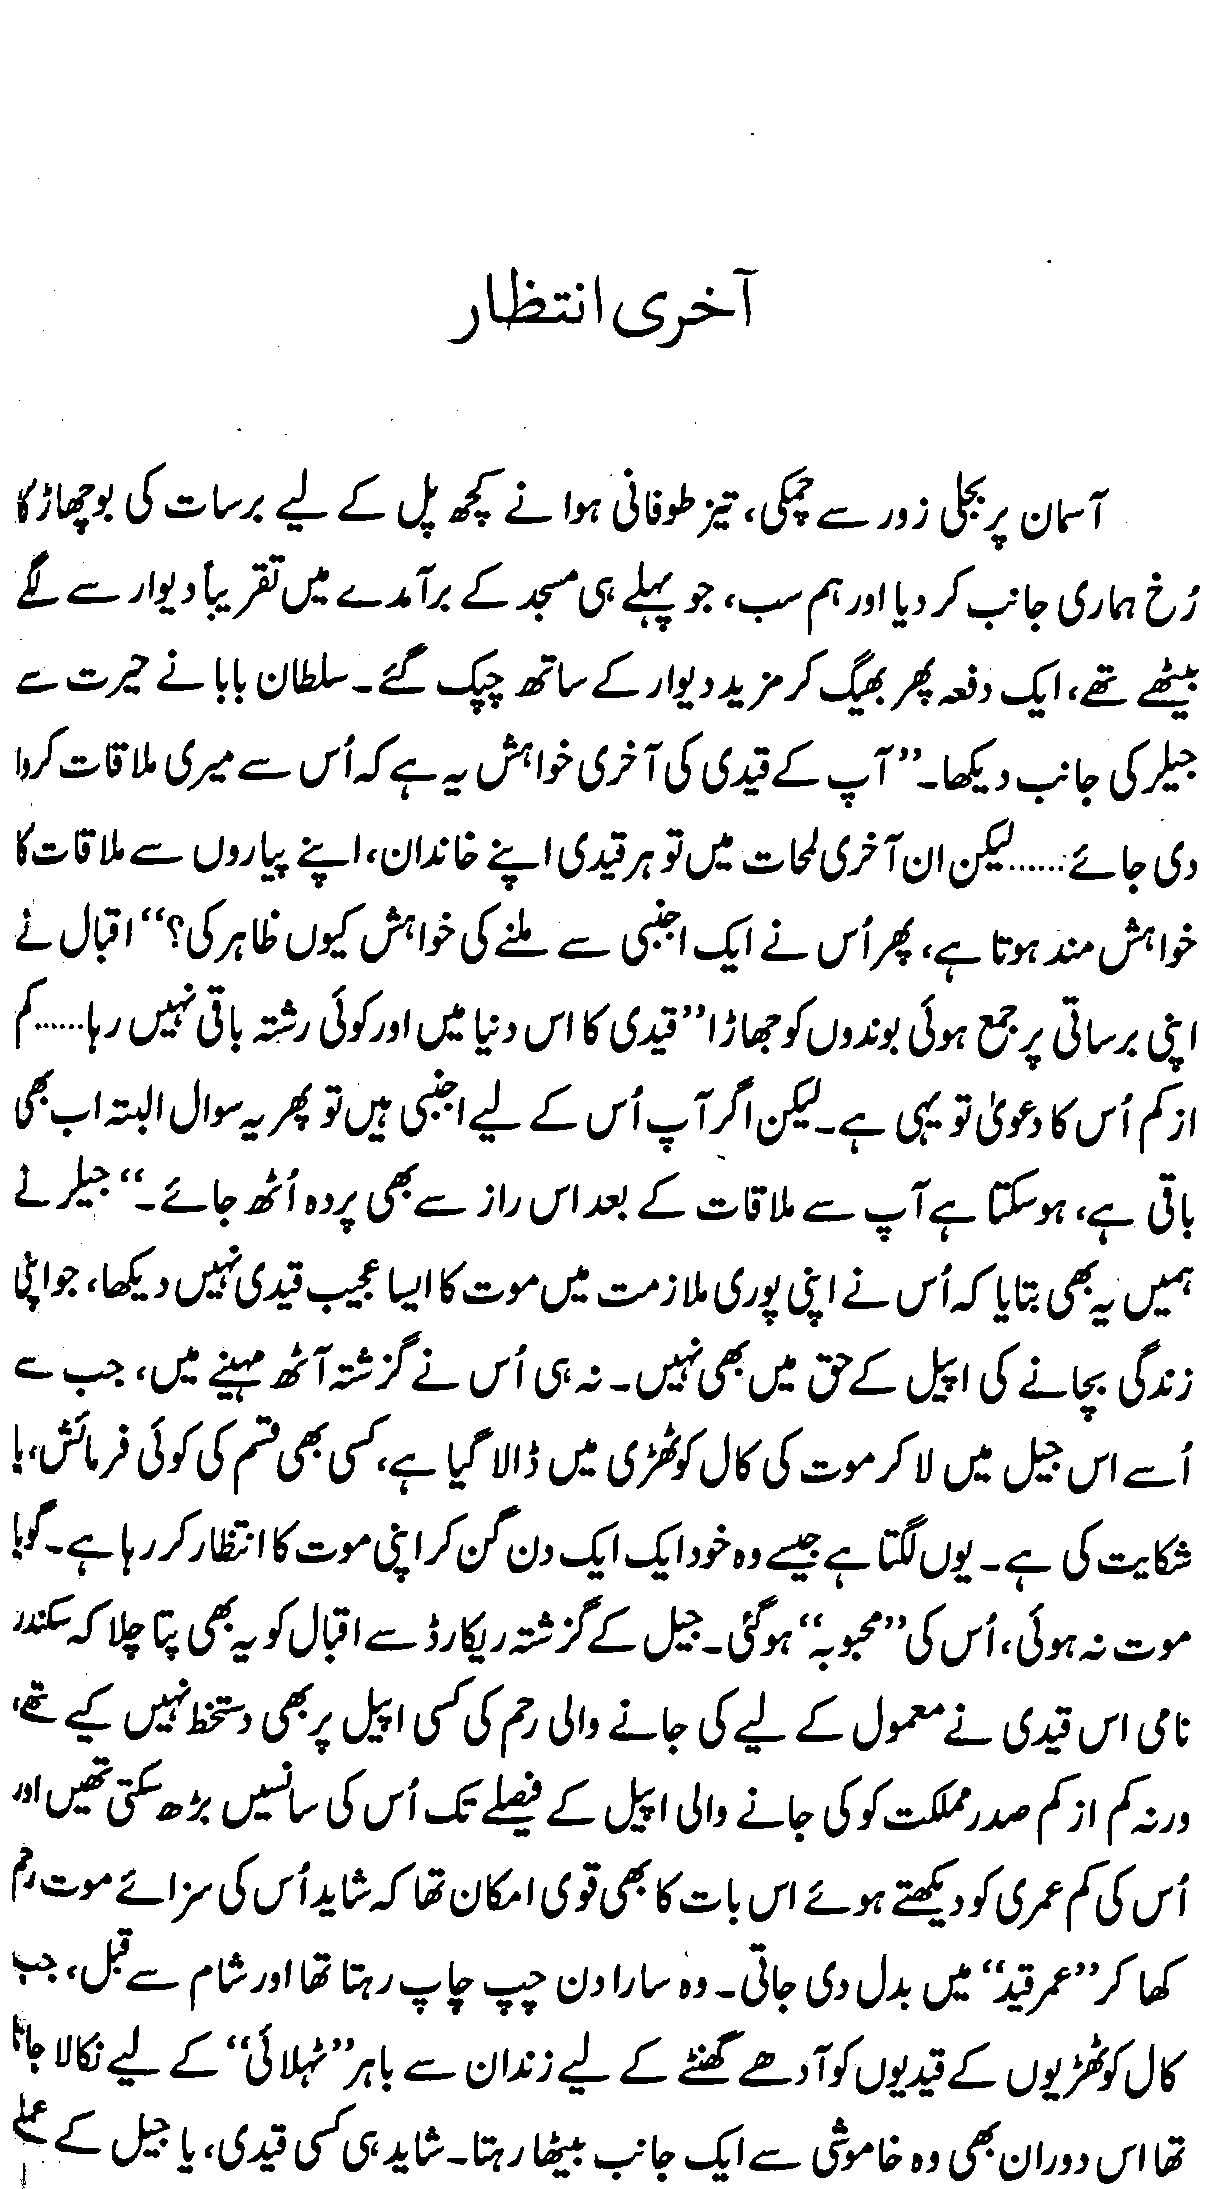 آخری انتظار
آسمان پر بجلی زور سے چمکی، تیز طوفانی ہوا نے کچھ پل کے لیے برسات کی بوچھاڑ کا
رُخ ہماری جانب کر دیا اور ہم سب، جو پہلے ہی مسجد کے برآمدے میں تقریباً دیوار سے لگے
بیٹھے تھے، ایک دفعہ پھر بھیگ کر مزید دیوار کے ساتھ چپک گئے۔ سلطان بابا نے حیرت سے
جیلر کی جانب دیکھا۔ ”آپ کے قیدی کی آخری خواہش یہ ہے کہ اُس سے میری ملاقات کروا
دی جائے...... لیکن ان آخری لمحات میں تو ہر قیدی اپنے خاندان، اپنے پیاروں سے ملاقات کا
خواہش مند ہوتا ہے، پھر اُس نے ایک اجنبی سے ملنے کی خواہش کیوں ظاہر کی؟“ اقبال نے
اپنی برساتی پر جمع ہوئی بوندوں کو جھاڑا ”قیدی کا اس دنیا میں اور کوئی رشتہ باقی نہیں رہا...... کم
از کم اُس کا دعویٰ تو یہی ہے۔ لیکن اگر آپ اُس کے لیے اجنبی ہیں تو پھر یہ سوال البتہ اب بھی
باقی ہے، ہو سکتا ہے آپ سے ملاقات کے بعد اس راز سے بھی پردہ اُٹھ جائے۔“ جیلر نے
ہمیں یہ بھی بتایا کہ اُس نے اپنی پوری ملازمت میں موت کا ایسا عجیب قیدی نہیں دیکھا، جو اپنی
زندگی بچانے کی اپیل کے حق میں بھی نہیں۔ نہ ہی اُس نے گزشتہ آٹھ مہینے میں، جب سے
اُسے اس جیل میں لا کر موت کی کال کوٹھڑی میں ڈالا گیا ہے، کسی بھی قسم کی کوئی فرمائش، یا
شکایت کی ہے۔ یوں لگتا ہے جیسے وہ خود ایک ایک دن گن کر اپنی موت کا انتظار کر رہا ہے۔ گویا
موت نہ ہوئی، اُس کی ”محبوبہ“ ہو گئی۔ جیل کے گزشتہ ریکارڈ سے اقبال کو یہ بھی پتا چلا کہ سکندر
نامی اس قیدی نے معمول کے لیے کی جانے والی رحم کی کسی اپیل پر بھی دستخط نہیں کیے تھے،
ورنہ کم از کم صدر مملکت کو کی جانے والی اپیل کے فیصلے تک اُس کی سانسیں بڑھ سکتی تھیں اور
اُس کی کم عمری کو دیکھتے ہوئے اس بات کا بھی قوی امکان تھا کہ شاید اُس کی سزائے موت رحم
کھا کر ”عمر قید“ میں بدل دی جاتی۔ وہ سارا دن چپ چاپ رہتا تھا اور شام سے قبل، جب
کال کوٹھڑیوں کے قیدیوں کو آدھے گھنٹے کے لیے زندان سے باہر ”ٹہلائی“ کے لیے نکالا جاتا
تھا اس دوران بھی وہ خاموشی سے ایک جانب بیٹھا رہتا۔ شاید ہی کسی قیدی، یا جیل کے عملے